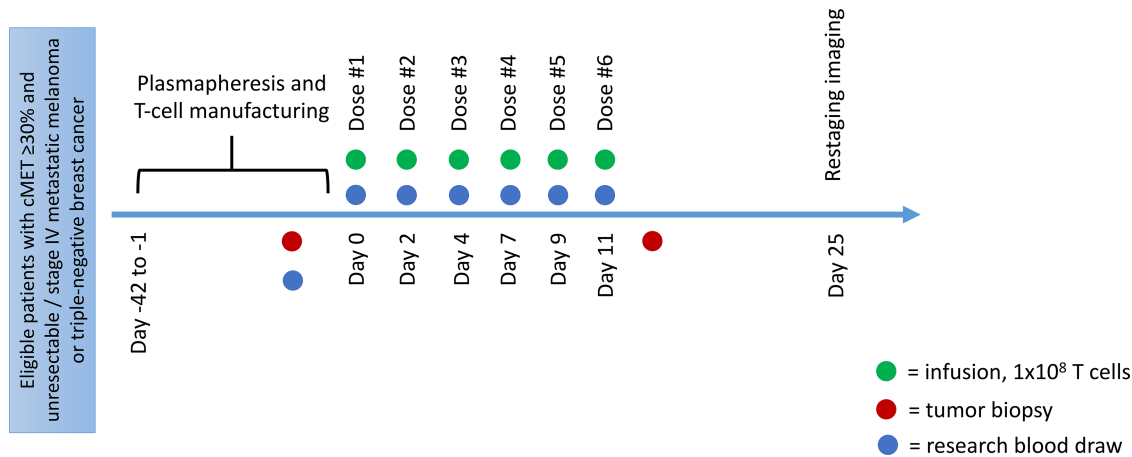 Eligible patients with cMET ≥30% and
unresectable / stage IV metastatic melanoma
or triple-negative breast cancer
Plasmapheresis and
T-cell manufacturing
Dose #1
Dose #2
Dose #3
Dose #4
Dose #5
Dose #6
Restaging imaging
Day -42 to -1
Day 0
Day 2
Day 4
Day 7
Day 9
Day 11
Day 25
= infusion, 1x10⁸ T cells
= tumor biopsy
= research blood draw